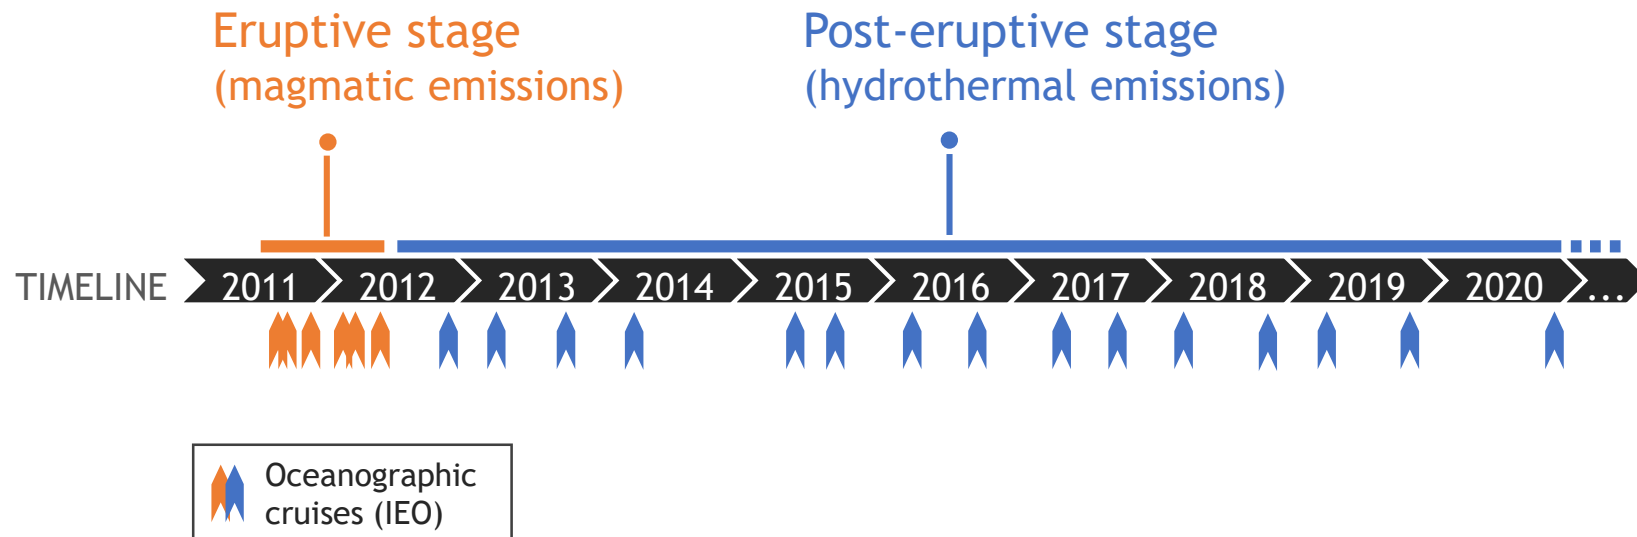 Eruptive stage
(magmatic emissions)
Post-eruptive stage
(hydrothermal emissions)
TIMELINE 2011 2012 2013 2014 2015 2016 2017 2018 2019 2020 ...
Oceanographic
cruises (IEO)